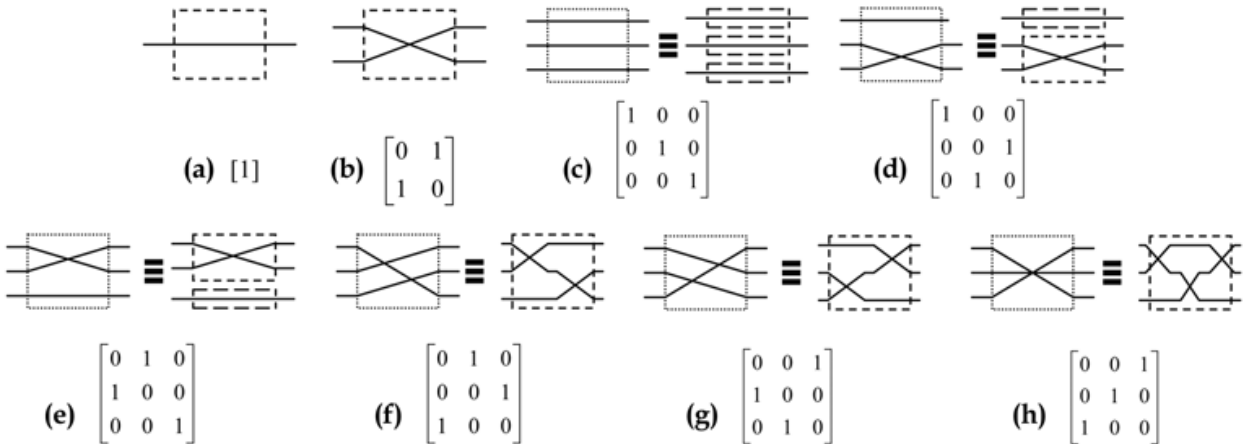 (a) [1]
(b) [0 1
1 0]
(c) [1 0 0
0 1 0
0 0 1]
(d) [1 0 0
0 0 1
0 1 0]
(e) [0 1 0
1 0 0
0 0 1]
(f) [0 1 0
0 0 1
1 0 0]
(g) [0 0 1
1 0 0
0 1 0]
(h) [0 0 1
0 1 0
1 0 0]